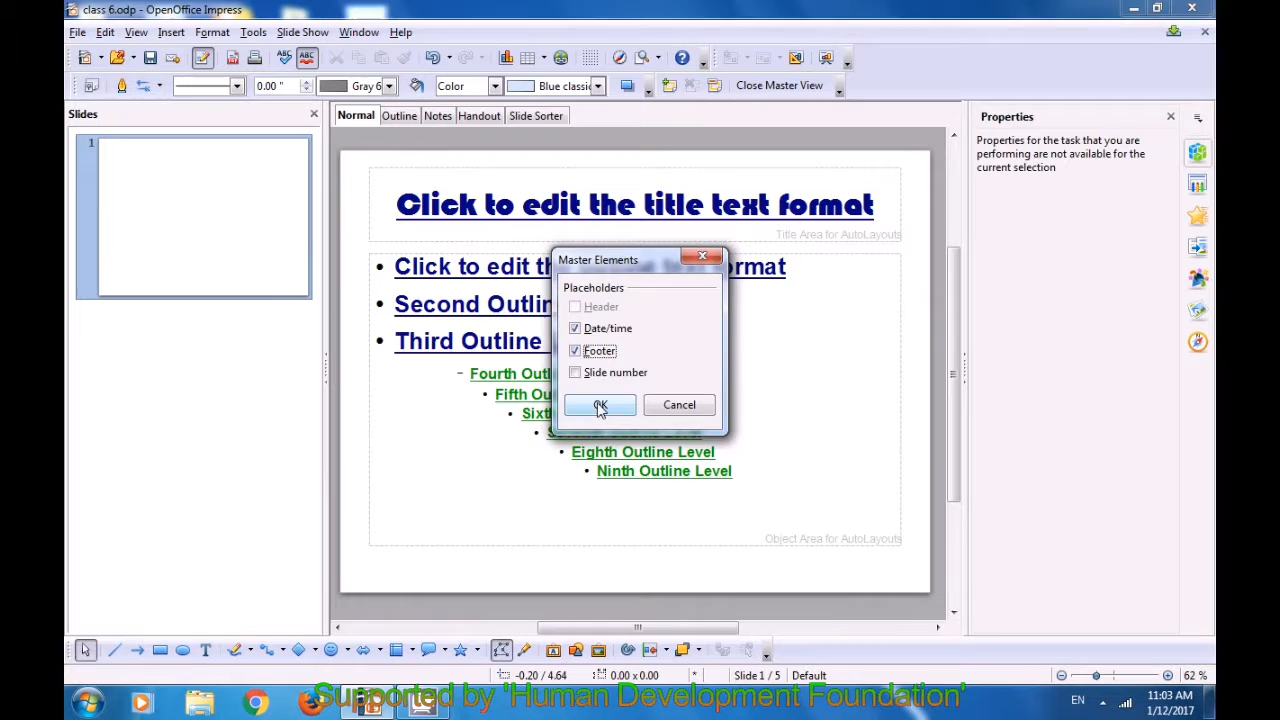 class 6.odp - OpenOffice Impress
File Edit View Insert Format Tools Slide Show Window Help
0.00 " Gray 6 Color Blue classic Close Master View
Slides
1
Normal Outline Notes Handout Slide Sorter
Click to edit the title text format
Title Area for AutoLayouts
• Click to edit th rmat
• Second Outlin
• Third Outline
– Fourth Outl
• Fifth Ou
• Sixt
• Eighth Outline Level
• Ninth Outline Level
Object Area for AutoLayouts
Master Elements
Placeholders
Header
Date/time
Footer
Slide number
OK Cancel
Properties
Properties for the task that you are
performing are not available for the
current selection
-0.20 / 4.64 0.00 x 0.00 * Slide 1 / 5 Default 62 %
EN 11:03 AM
1/12/2017
Supported by 'Human Development Foundation'